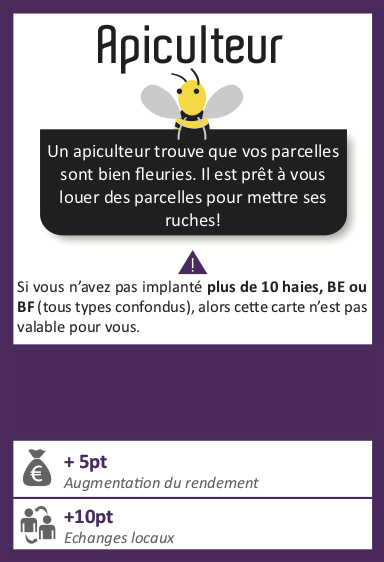 Apiculteur
Un apiculteur trouve que vos parcelles
sont bien fleuries. Il est prêt à vous
louer des parcelles pour mettre ses
ruches!
!
Si vous n’avez pas implanté plus de 10 haies, BE ou
BF (tous types confondus), alors cette carte n’est pas
valable pour vous.
€
+ 5pt
Augmentation du rendement
+10pt
Echanges locaux